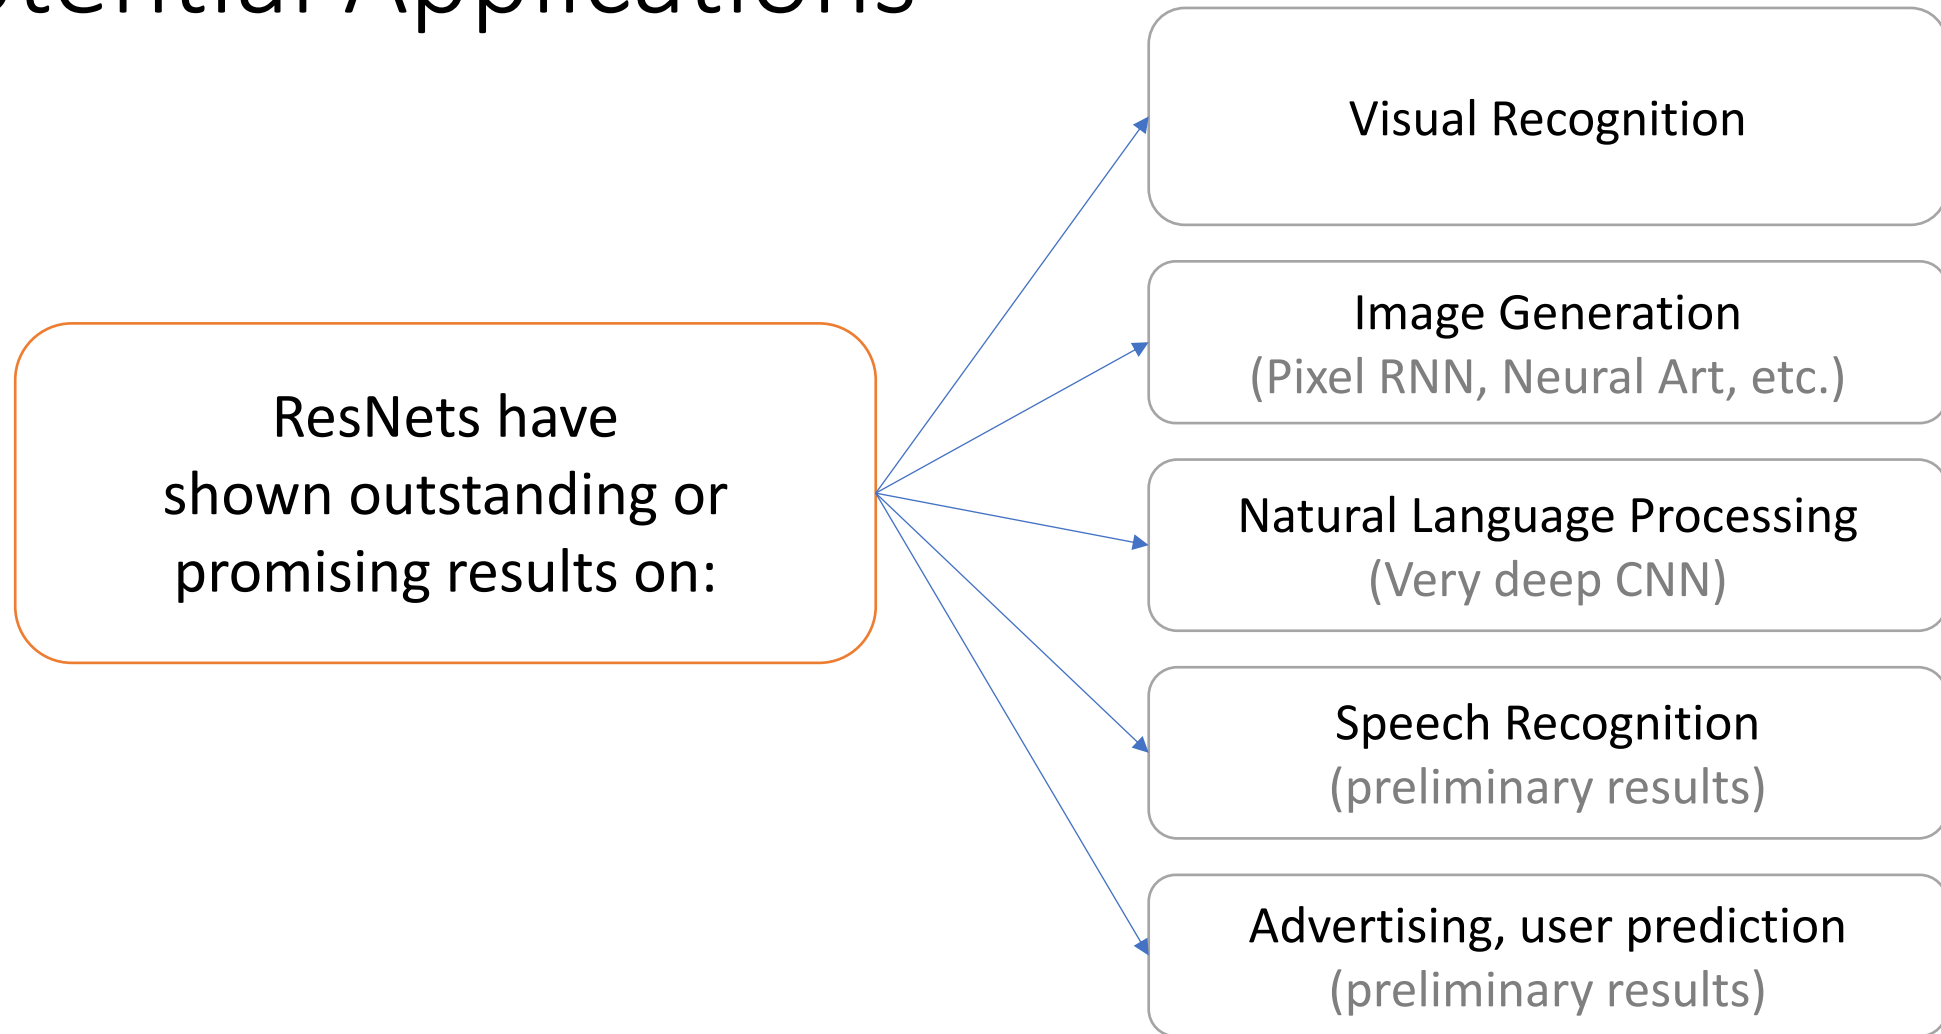 Applications
ResNets have
shown outstanding or
promising results on:
Visual Recognition
Image Generation
(Pixel RNN, Neural Art, etc.)
Natural Language Processing
(Very deep CNN)
Speech Recognition
(preliminary results)
Advertising, user prediction
(preliminary results)